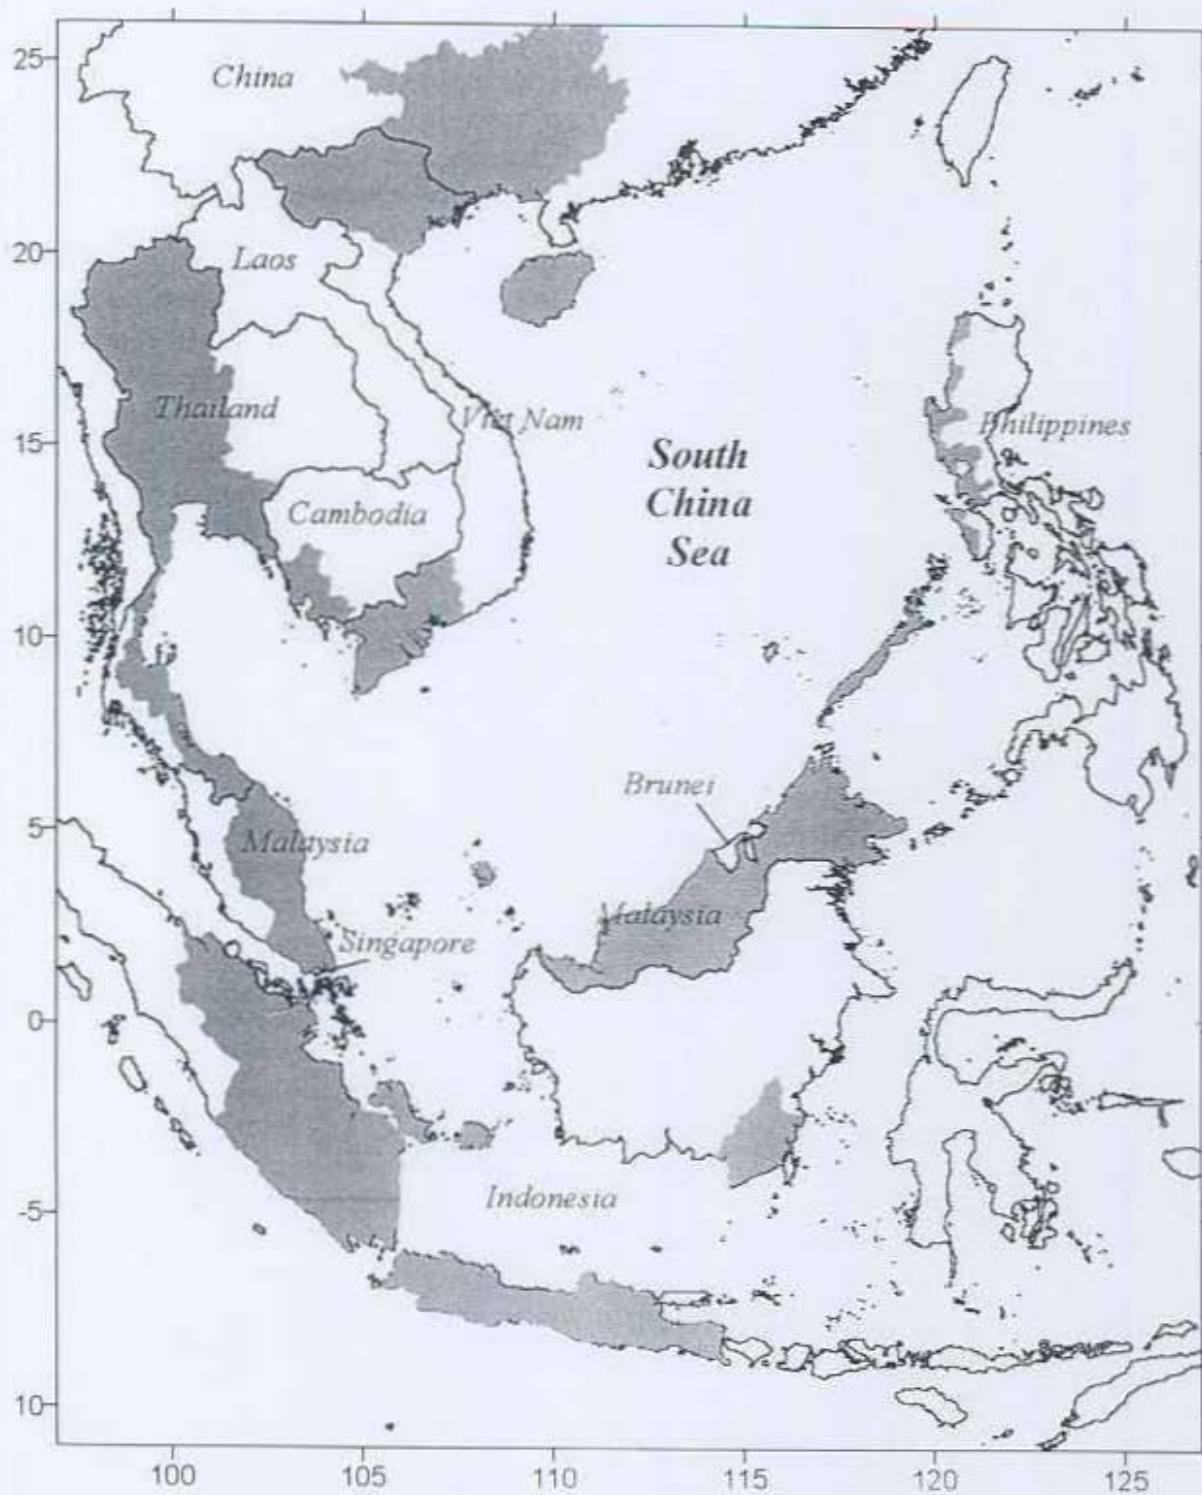 25
China
20
Laos
Thailand
Viet Nam
Philippines
15
South
China
Sea
Cambodia
10
Brunei
5
Malaysia
Malaysia
Singapore
0
-5
Indonesia
10
100
105
110
115
120
125